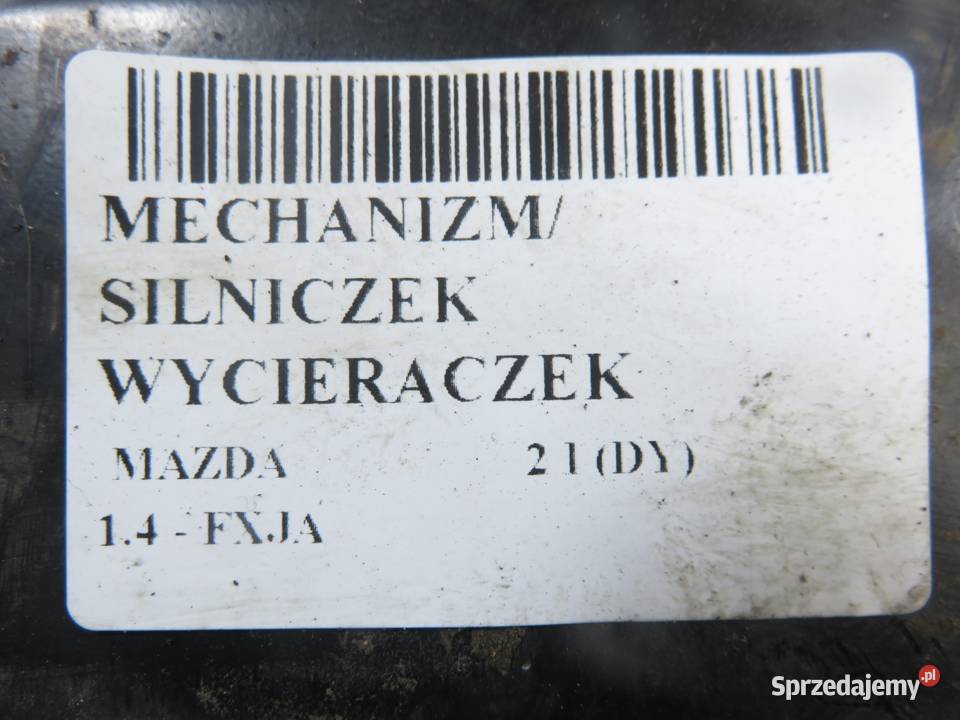 MECHANIZM/
SILNICZEK
WYCIERACZEK
MAZDA 2 I (DY)
1.4 - FXJA
Sprzedajemy.pl